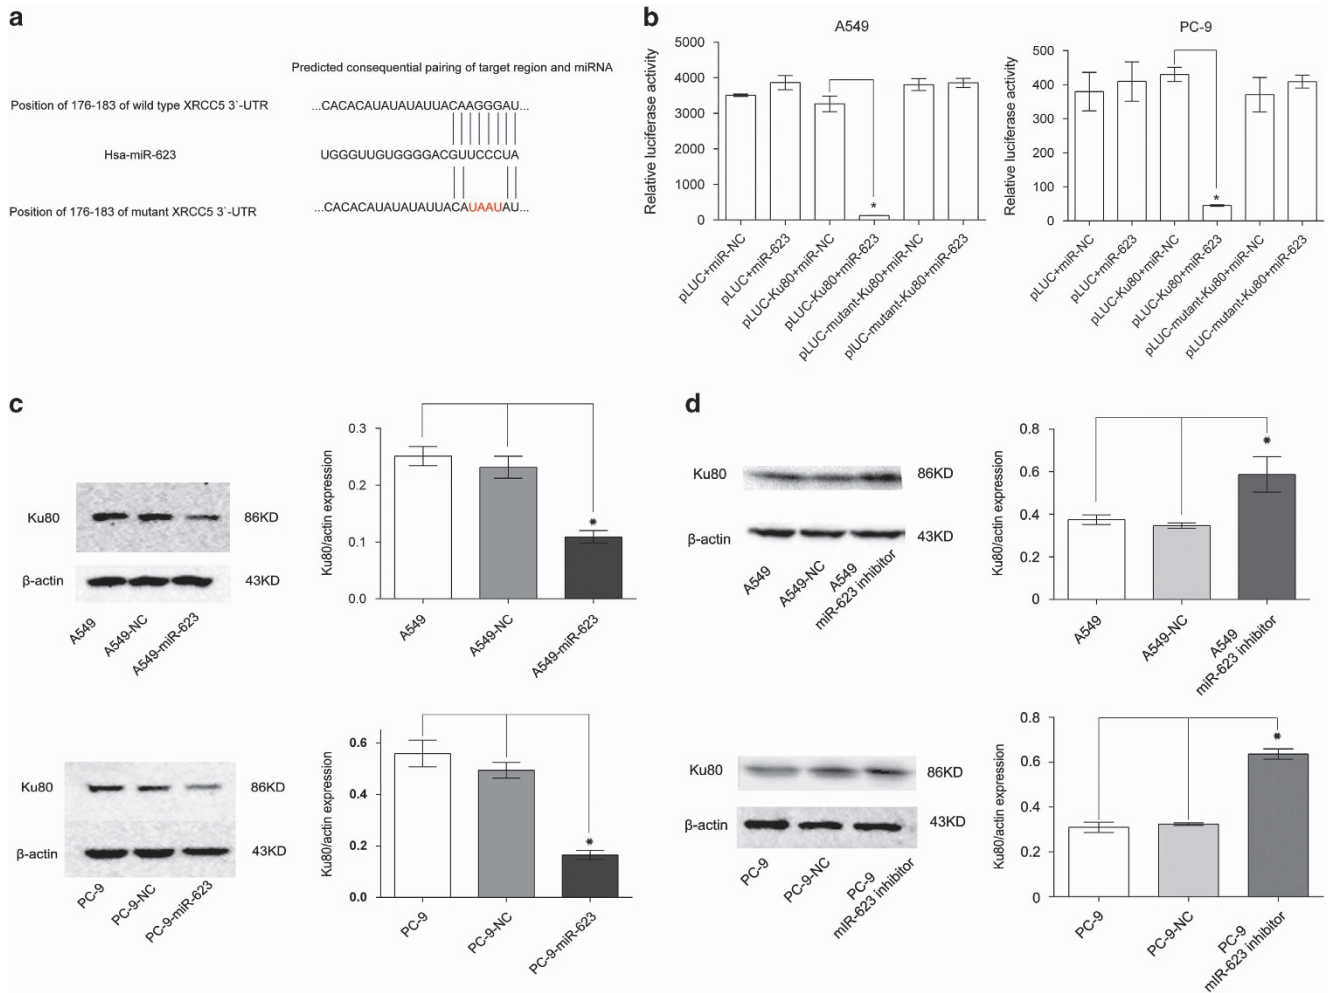 a
Predicted consequential pairing of target region and miRNA
Position of 176-183 of wild type XRCC5 3`-UTR
...CACACAUAUAUAUUACAAGGGAU...
Hsa-miR-623
UGGGUUGUGGGGACGUUCCCUA
Position of 176-183 of mutant XRCC5 3`-UTR
...CACACAUAUAUAUUACAUAAUAU...
b
A549
Relative luciferase activity
5000
4000
3000
2000
1000
0
*
pLUC+miR-NC
pLUC+miR-623
pLUC-Ku80+miR-NC
pLUC-Ku80+miR-623
pLUC-mutant-Ku80+miR-NC
plUC-mutant-Ku80+miR-623
PC-9
Relative luciferase activity
500
400
300
200
100
0
*
pLUC+miR-NC
pLUC+miR-623
pLUC-Ku80+miR-NC
pLUC-Ku80+miR-623
pLUC-mutant-Ku80+miR-NC
pLUC-mutant-Ku80+miR-623
c
Ku80
86KD
β-actin
43KD
A549
A549-NC
A549-miR-623
Ku80/actin expression
0.3
0.2
0.1
0.0
*
A549
A549-NC
A549-miR-623
Ku80
86KD
β-actin
43KD
PC-9
PC-9-NC
PC-9-miR-623
Ku80/actin expression
0.6
0.4
0.2
0.0
*
PC-9
PC-9-NC
PC-9-miR-623
d
Ku80
86KD
β-actin
43KD
A549
A549-NC
A549
miR-623 inhibitor
Ku80/actin expression
0.8
0.6
0.4
0.2
0
*
A549
A549-NC
A549
miR-623 inhibitor
Ku80
86KD
β-actin
43KD
PC-9
PC-9-NC
PC-9
miR-623 inhibitor
Ku80/actin expression
0.8
0.6
0.4
0.2
0
*
PC-9
PC-9-NC
PC-9
mIR-623 inhibitor